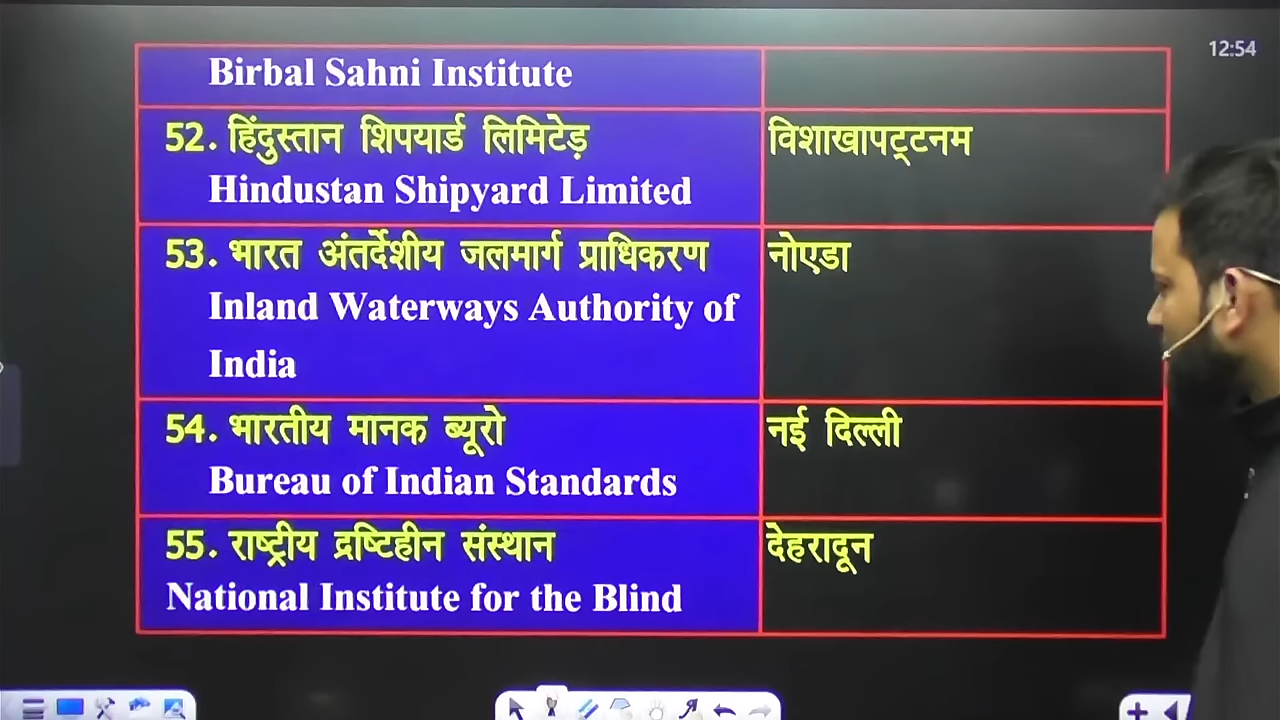 12:54
Birbal Sahni Institute
52. हिंदुस्तान शिपयार्ड लिमिटेड़ विशाखापट्टनम
Hindustan Shipyard Limited
53. भारत अंतर्देशीय जलमार्ग प्राधिकरण नोएडा
Inland Waterways Authority of
India
54. भारतीय मानक ब्यूरो नई दिल्ली
Bureau of Indian Standards
55. राष्ट्रीय द्रष्टिहीन संस्थान देहरादून
National Institute for the Blind